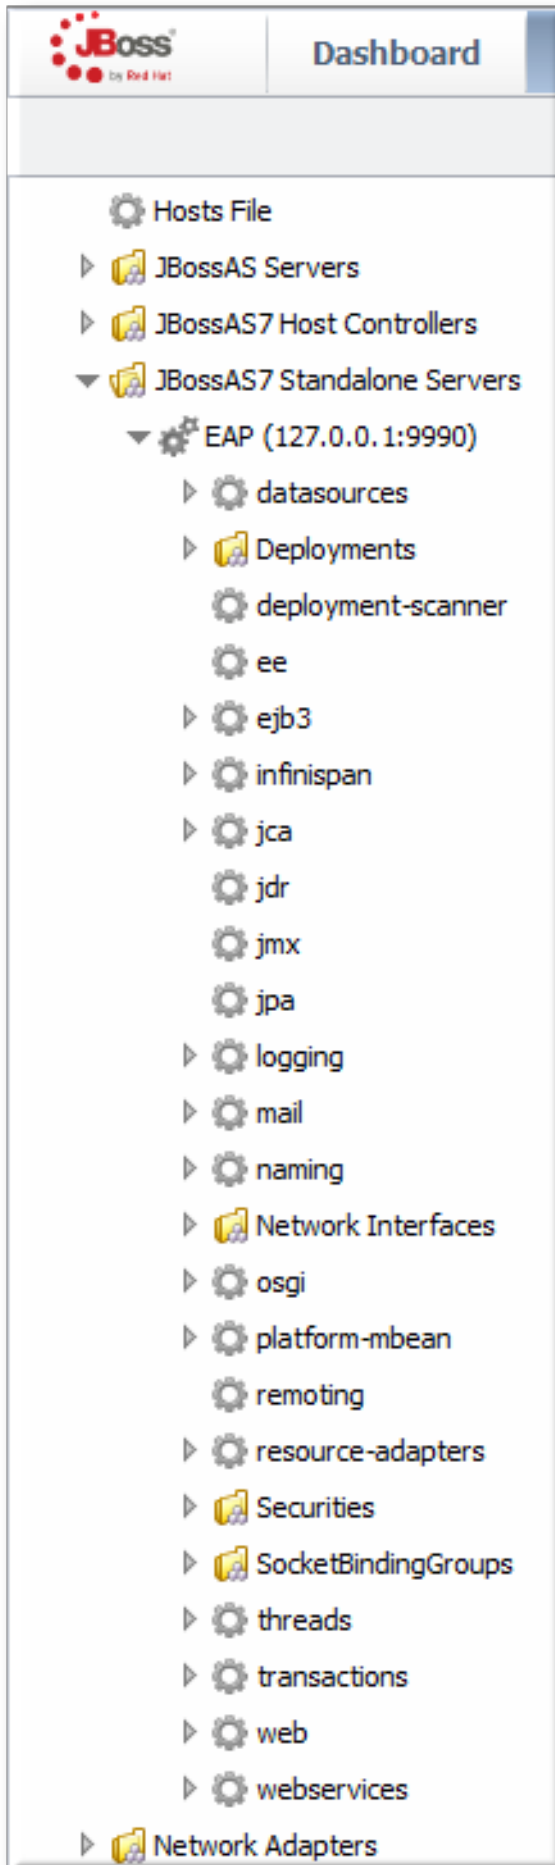 JBoss
by Red Hat
Dashboard
Hosts File
JBossAS Servers
JBossAS7 Host Controllers
JBossAS7 Standalone Servers
EAP (127.0.0.1:9990)
datasources
Deployments
deployment-scanner
ee
ejb3
infinispan
jca
jdr
jmx
jpa
logging
mail
naming
Network Interfaces
osgi
platform-mbean
remoting
resource-adapters
Securities
SocketBindingGroups
threads
transactions
web
webservices
Network Adapters